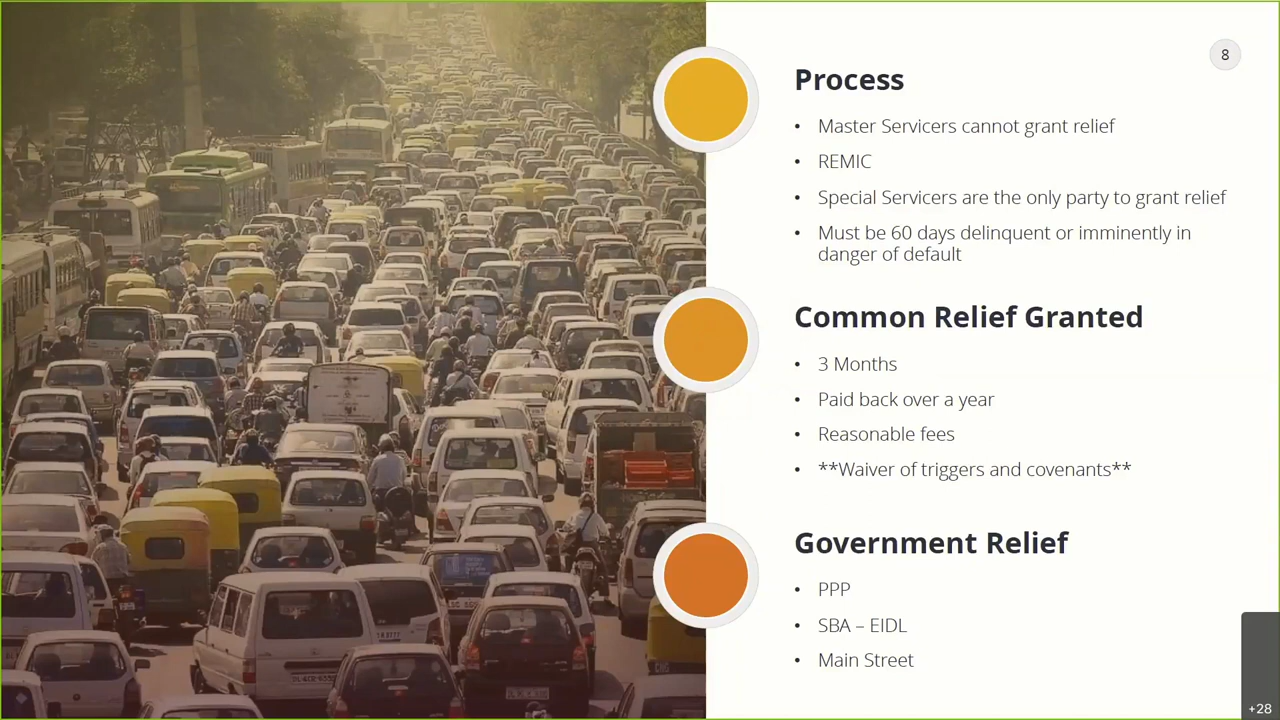 8
Process
• Master Servicers cannot grant relief
• REMIC
• Special Servicers are the only party to grant relief
• Must be 60 days delinquent or imminently in
danger of default
Common Relief Granted
• 3 Months
• Paid back over a year
• Reasonable fees
• **Waiver of triggers and covenants**
Government Relief
• PPP
• SBA – EIDL
• Main Street
+28